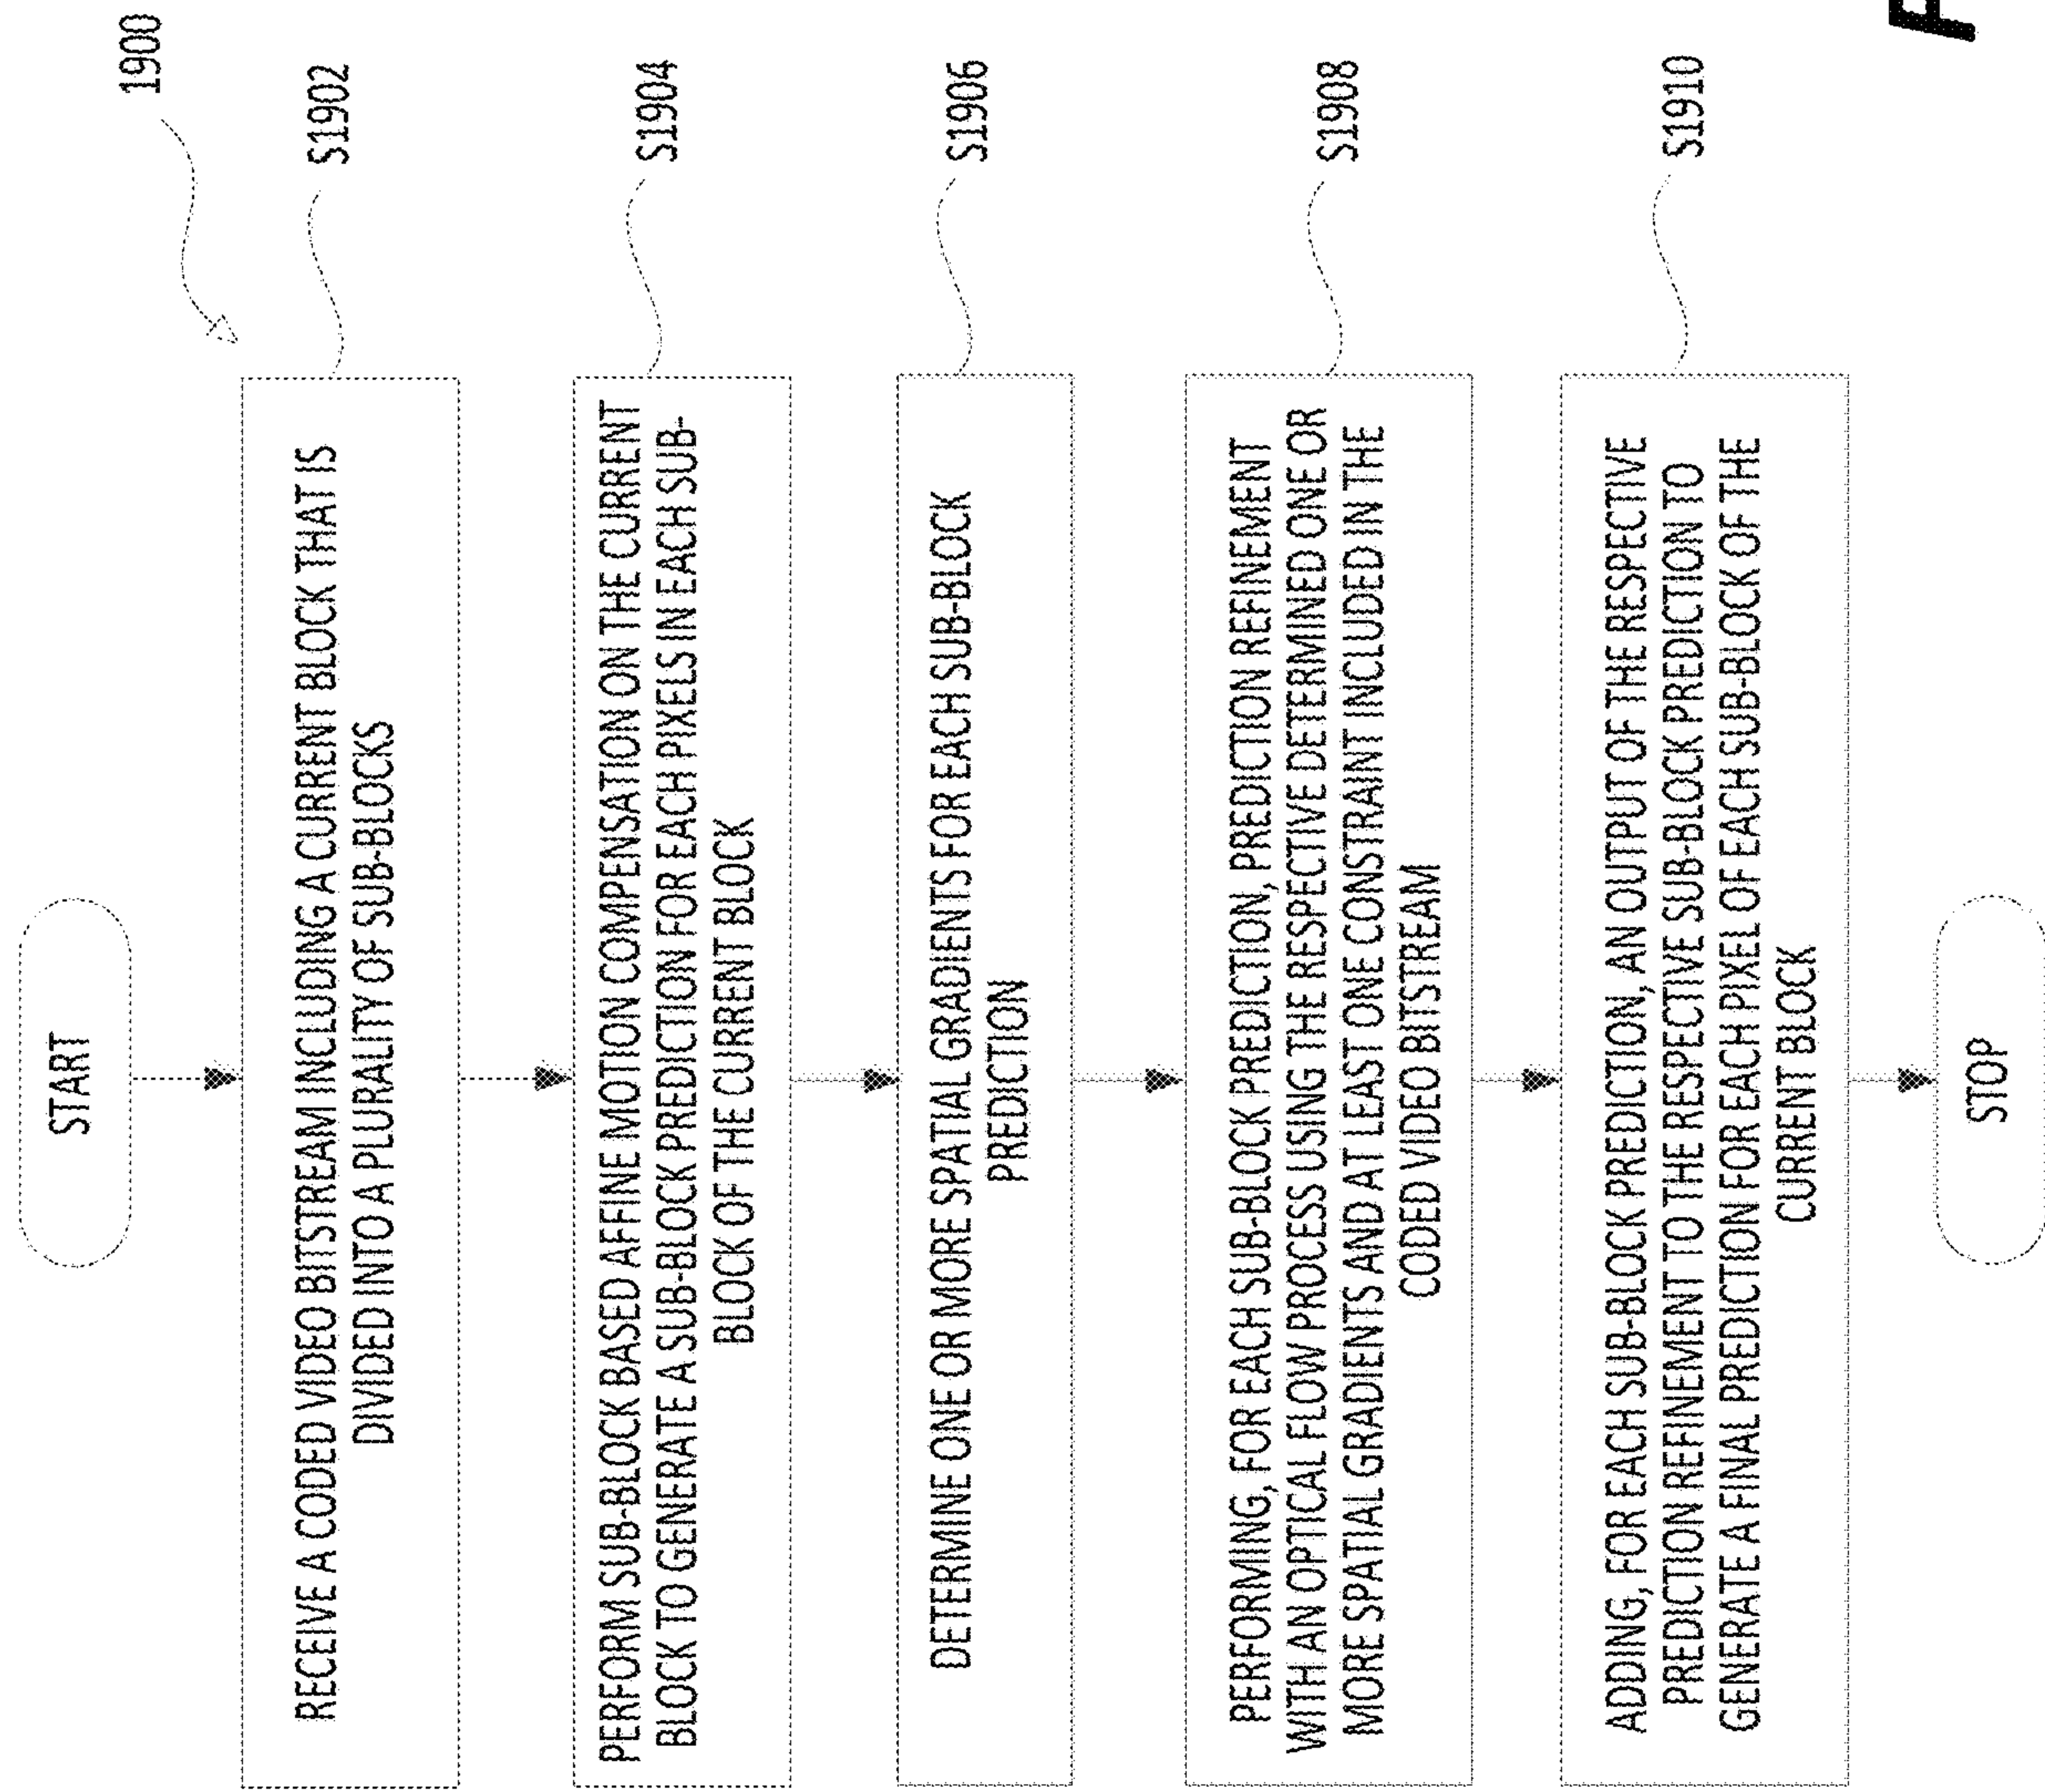 1900
START
RECEIVE A CODED VIDEO BITSTREAM INCLUDING A CURRENT BLOCK THAT IS
DIVIDED INTO A PLURALITY OF SUB-BLOCKS
S1902
PERFORM SUB-BLOCK BASED AFFINE MOTION COMPENSATION ON THE CURRENT
BLOCK TO GENERATE A SUB-BLOCK PREDICTION FOR EACH PIXELS IN EACH SUB-
BLOCK OF THE CURRENT BLOCK
S1904
DETERMINE ONE OR MORE SPATIAL GRADIENTS FOR EACH SUB-BLOCK
PREDICTION
S1906
PERFORMING, FOR EACH SUB-BLOCK PREDICTION, PREDICTION REFINEMENT
WITH AN OPTICAL FLOW PROCESS USING THE RESPECTIVE DETERMINED ONE OR
MORE SPATIAL GRADIENTS AND AT LEAST ONE CONSTRAINT INCLUDED IN THE
CODED VIDEO BITSTREAM
S1908
ADDING, FOR EACH SUB-BLOCK PREDICTION, AN OUTPUT OF THE RESPECTIVE
PREDICTION REFINEMENT TO THE RESPECTIVE SUB-BLOCK PREDICTION TO
GENERATE A FINAL PREDICTION FOR EACH PIXEL OF EACH SUB-BLOCK OF THE
CURRENT BLOCK
S1910
STOP